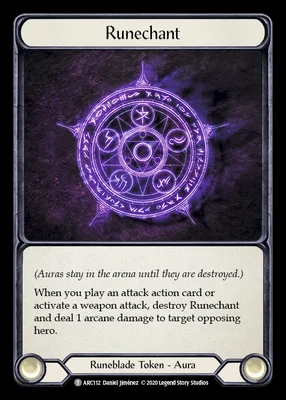 Runechant
(Auras stay in the arena until they are destroyed.)
When you play an attack action card or
activate a weapon attack, destroy Runechant
and deal 1 arcane damage to target opposing
hero.
Runeblade Token - Aura
T ARC112 Daniel Jiménez © 2020 Legend Story Studios